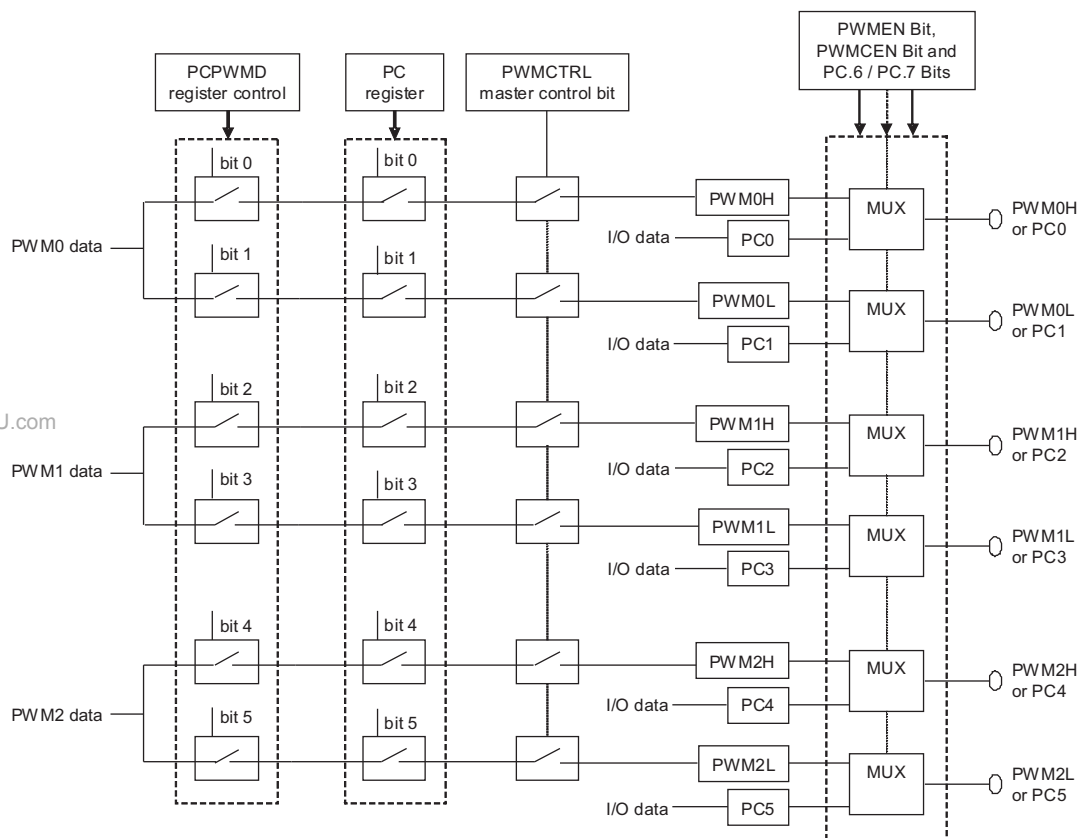 PWMEN Bit,
PWMCEN Bit and
PC.6 / PC.7 Bits
PCPWMD
register control
PC
register
PWMCTRL
master control bit
bit 0
bit 0
PWM0 data
PWM0H
MUX
PWM0H
or PC0
I/O data
PC0
bit 1
bit 1
PWM0L
MUX
PWM0L
or PC1
I/O data
PC1
bit 2
bit 2
U.com
PWM1 data
PWM1H
MUX
PWM1H
or PC2
I/O data
PC2
bit 3
bit 3
PWM1L
MUX
PWM1L
or PC3
I/O data
PC3
bit 4
bit 4
PWM2 data
PWM2H
MUX
PWM2H
or PC4
I/O data
PC4
bit 5
bit 5
PWM2L
MUX
PWM2L
or PC5
I/O data
PC5